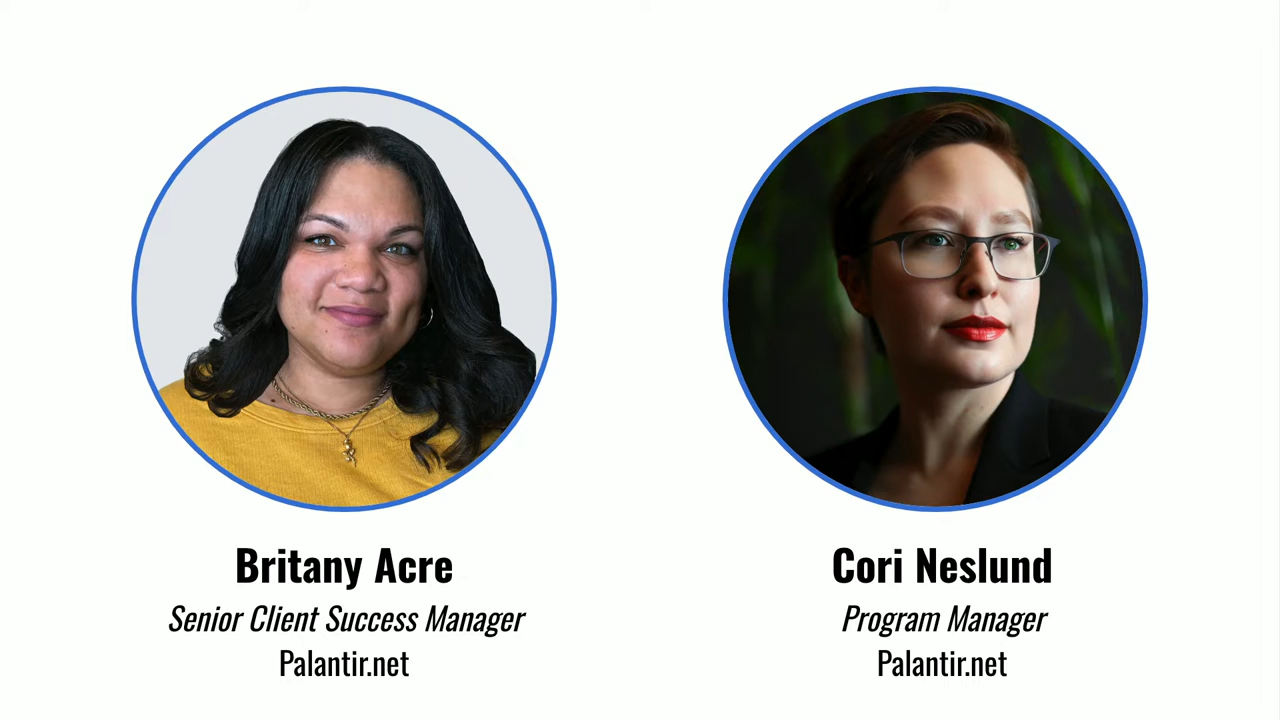 Britany Acre
Senior Client Success Manager
Palantir.net
Cori Neslund
Program Manager
Palantir.net